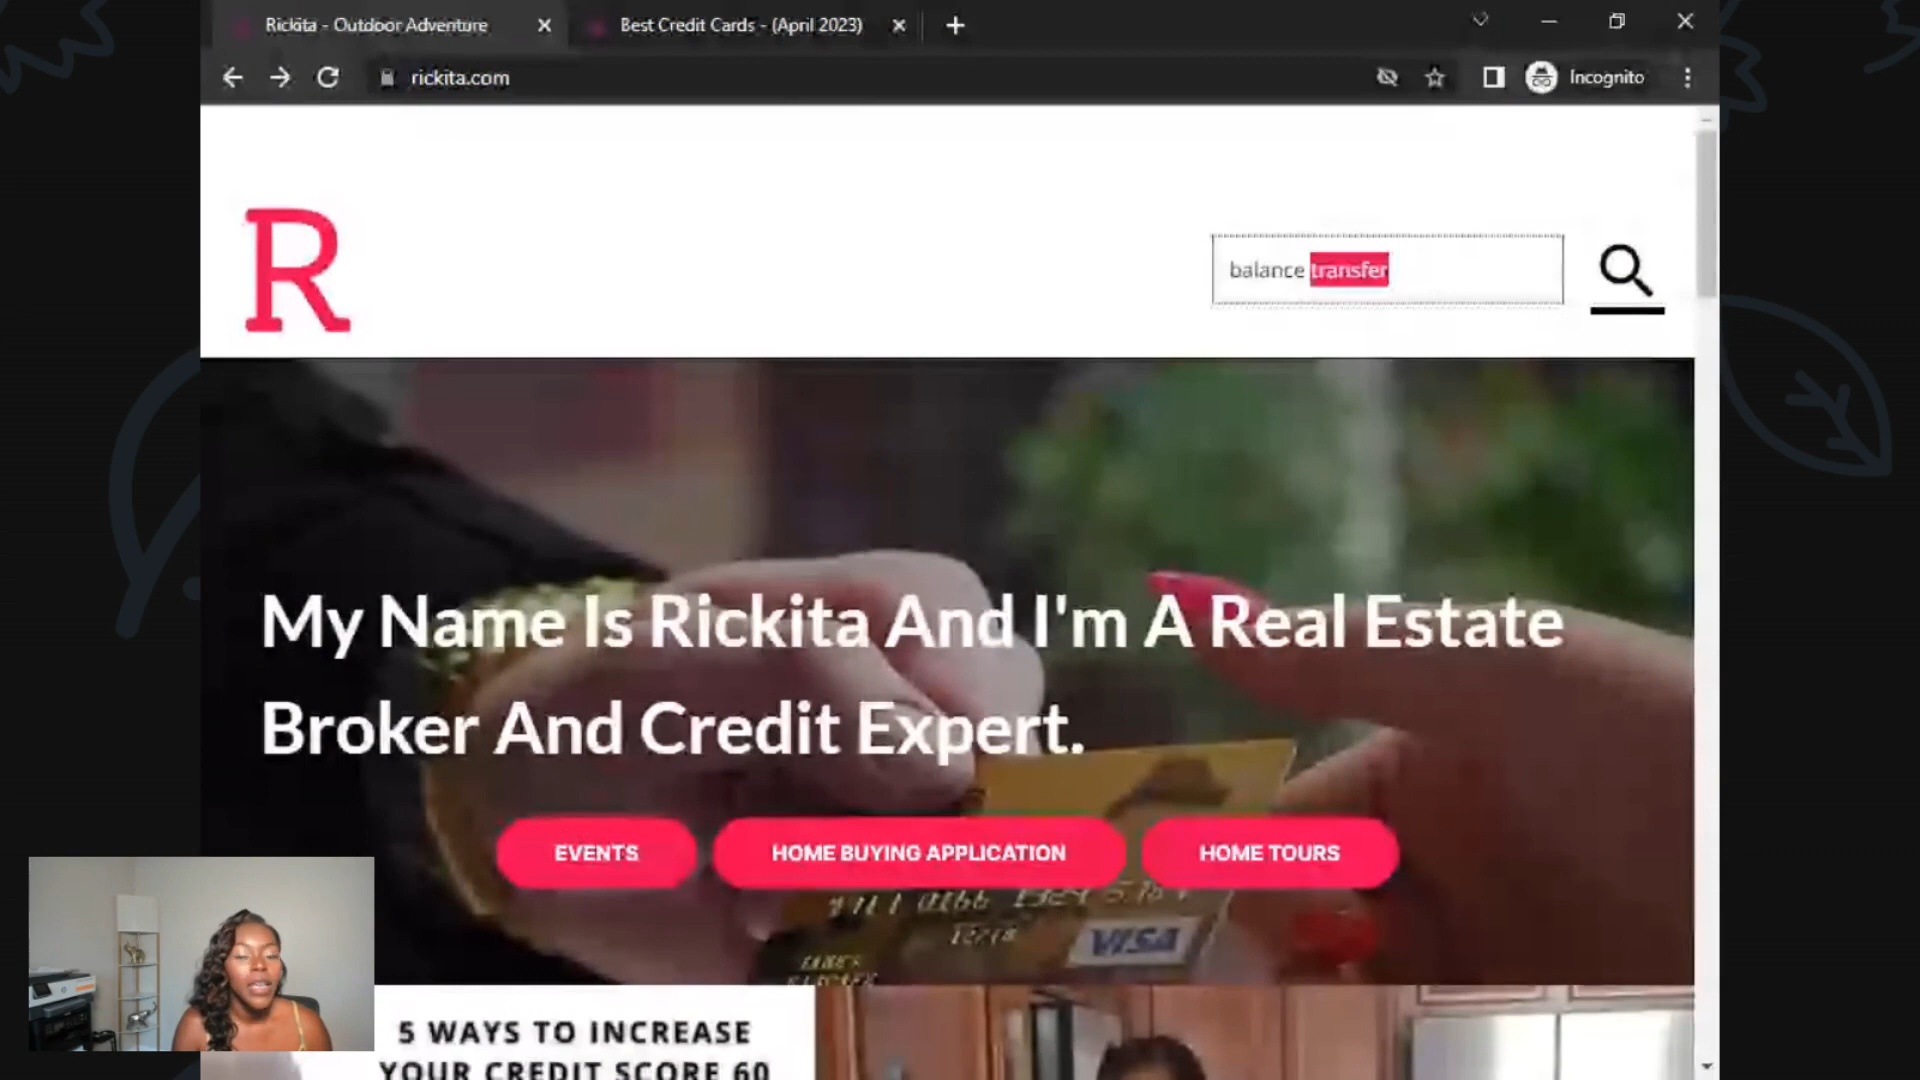 Rickita - Outdoor Adventure
Best Credit Cards - (April 2023)
rickita.com
Incognito
R
balance transfer
My Name Is Rickita And I'm A Real Estate
Broker And Credit Expert.
EVENTS
HOME BUYING APPLICATION
HOME TOURS
VISA
5 WAYS TO INCREASE
YOUR CREDIT SCORE 60